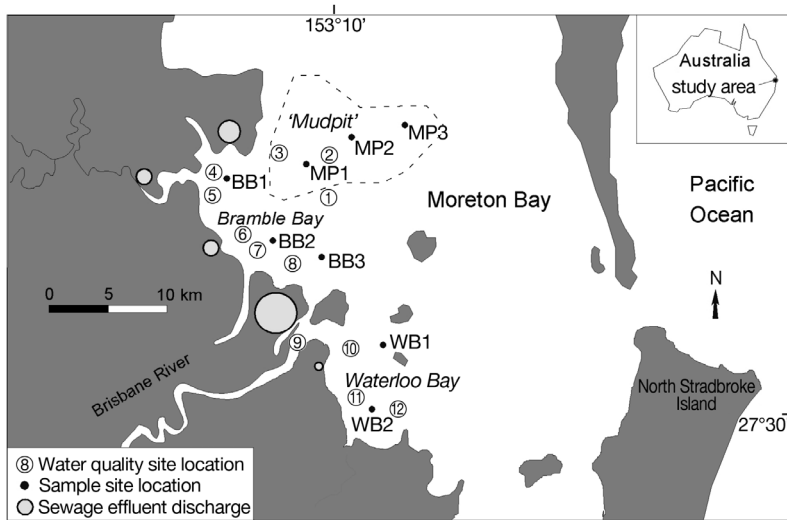 153°10'
Australia
study area
'Mudpit'
MP3
MP2
③
②
MP1
④
BB1
⑤
①
Moreton Bay
Pacific
Ocean
Bramble Bay
⑥
⑦
BB2
⑧
BB3
N
0 5 10 km
⑨
⑩
WB1
Brisbane River
Waterloo Bay
⑪
⑫
WB2
North Stradbroke
Island
27°30'
⑧ Water quality site location
Sample site location
Sewage effluent discharge